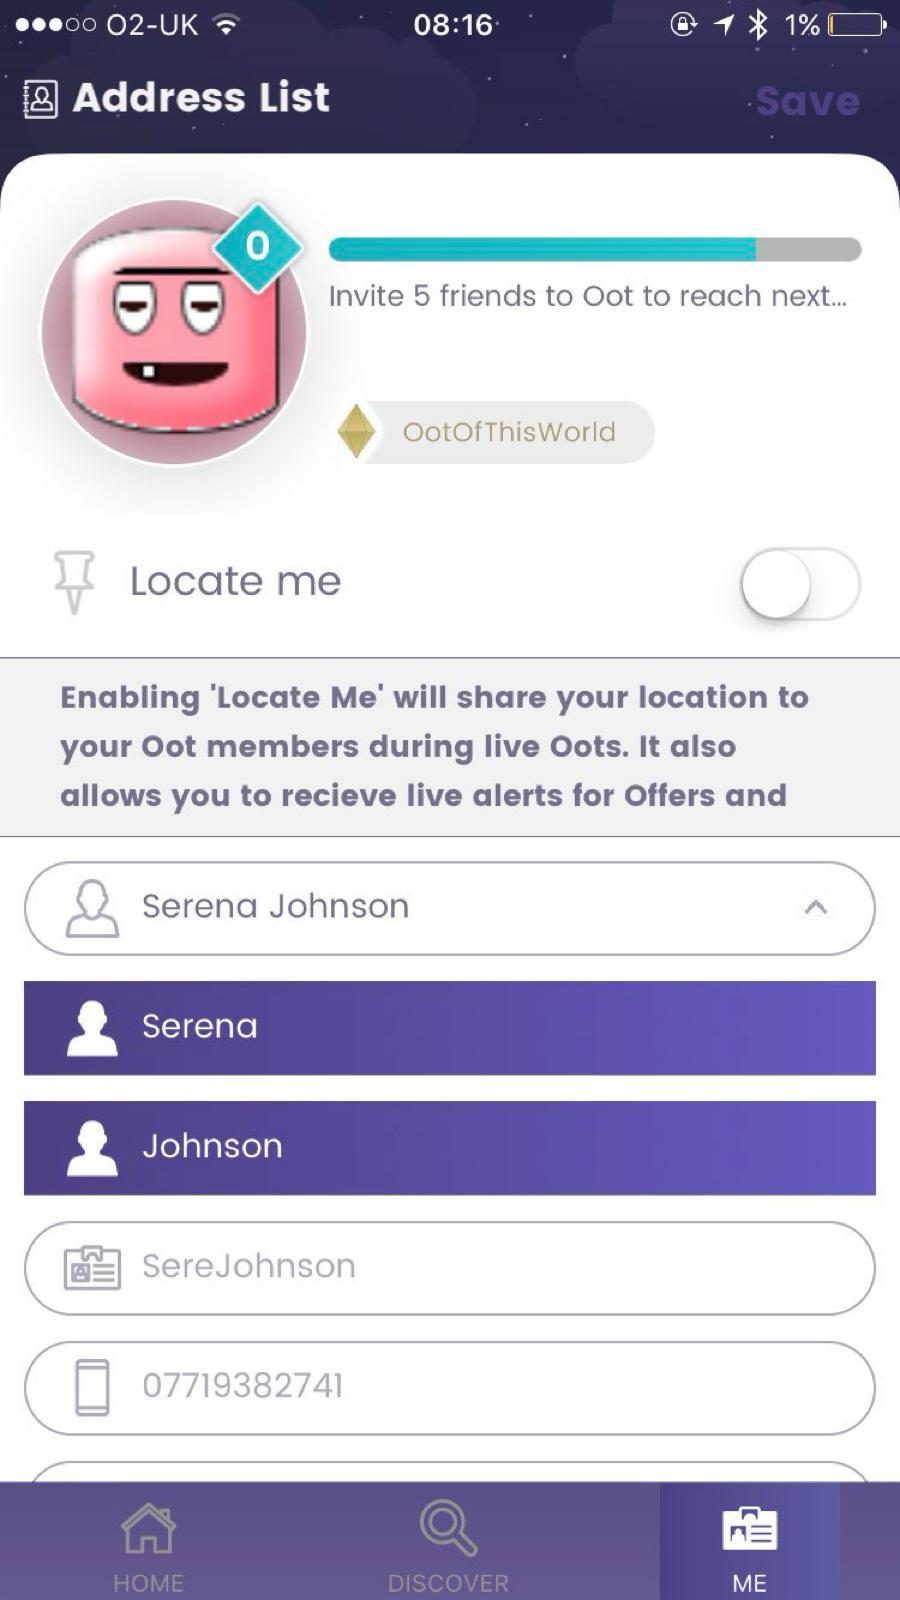 O2-UK
08:16
1%
Address List
Save
0
Invite 5 friends to Oot to reach next...
OotOfThisWorld
Locate me
Enabling 'Locate Me' will share your location to
your Oot members during live Oots. It also
allows you to recieve live alerts for Offers and
Serena Johnson
Serena
Johnson
SereJohnson
07719382741
HOME
DISCOVER
ME